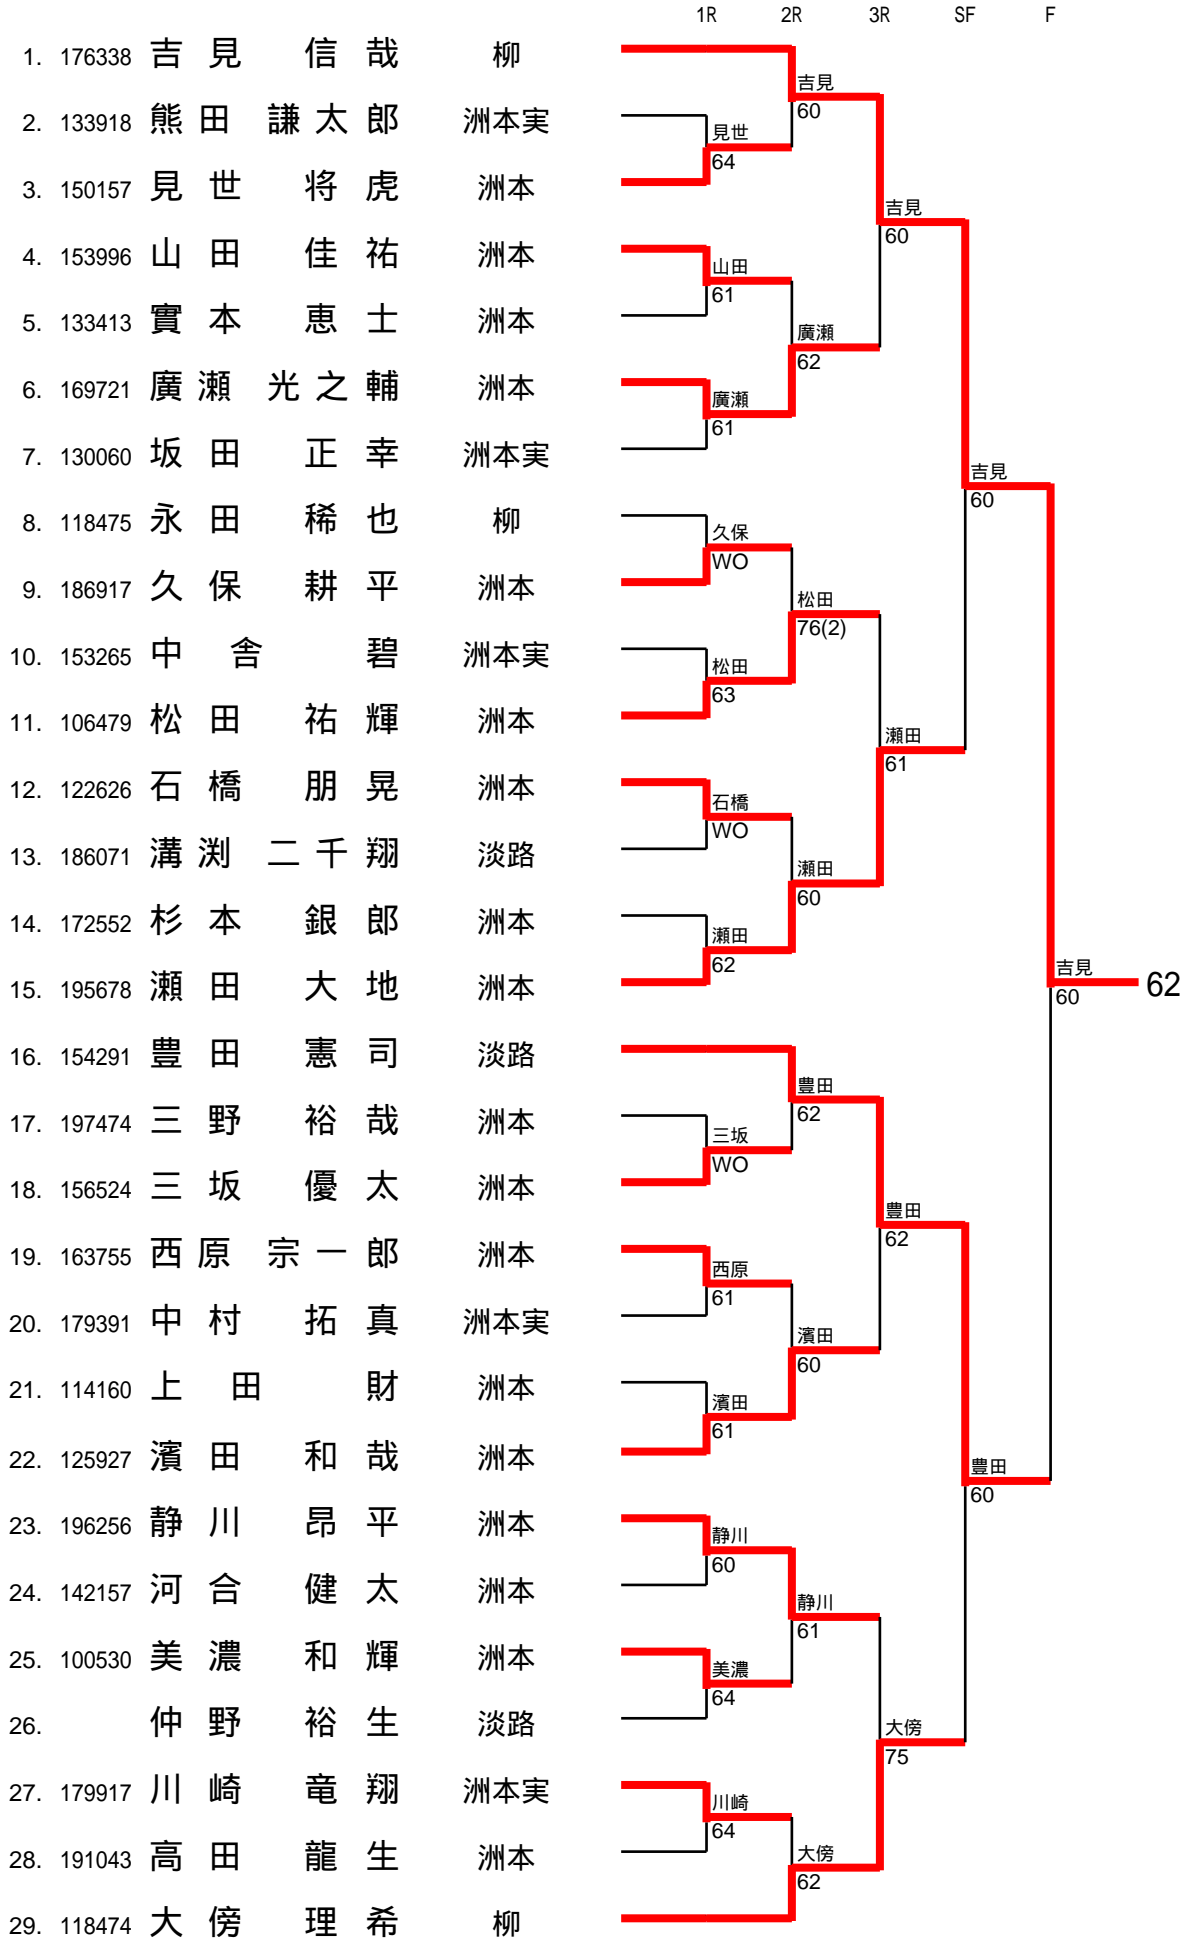 1R 2R 3R SF F
1. 176338 吉見 信哉 柳
2. 133918 熊田 謙太郎 洲本実
3. 150157 見世 将虎 洲本
4. 153996 山田 佳祐 洲本
5. 133413 實本 恵士 洲本
6. 169721 廣瀬 光之輔 洲本
7. 130060 坂田 正幸 洲本実
8. 118475 永田 稀也 柳
9. 186917 久保 耕平 洲本
10. 153265 中舎 碧 洲本実
11. 106479 松田 祐輝 洲本
12. 122626 石橋 朋晃 洲本
13. 186071 溝渕 二千翔 淡路
14. 172552 杉本 銀郎 洲本
15. 195678 瀬田 大地 洲本
16. 154291 豊田 憲司 淡路
17. 197474 三野 裕哉 洲本
18. 156524 三坂 優太 洲本
19. 163755 西原 宗一郎 洲本
20. 179391 中村 拓真 洲本実
21. 114160 上田 財 洲本
22. 125927 濱田 和哉 洲本
23. 196256 静川 昂平 洲本
24. 142157 河合 健太 洲本
25. 100530 美濃 和輝 洲本
26. 仲野 裕生 淡路
27. 179917 川崎 竜翔 洲本実
28. 191043 高田 龍生 洲本
29. 118474 大傍 理希 柳
見世
64
山田
61
廣瀬
61
久保
WO
松田
63
石橋
WO
瀬田
62
三坂
WO
西原
61
濱田
61
静川
60
美濃
64
川崎
64
吉見
60
廣瀬
62
松田
76(2)
瀬田
60
豊田
62
濱田
60
静川
61
大傍
62
吉見
60
瀬田
61
豊田
62
大傍
75
吉見
60
豊田
60
吉見
60
62